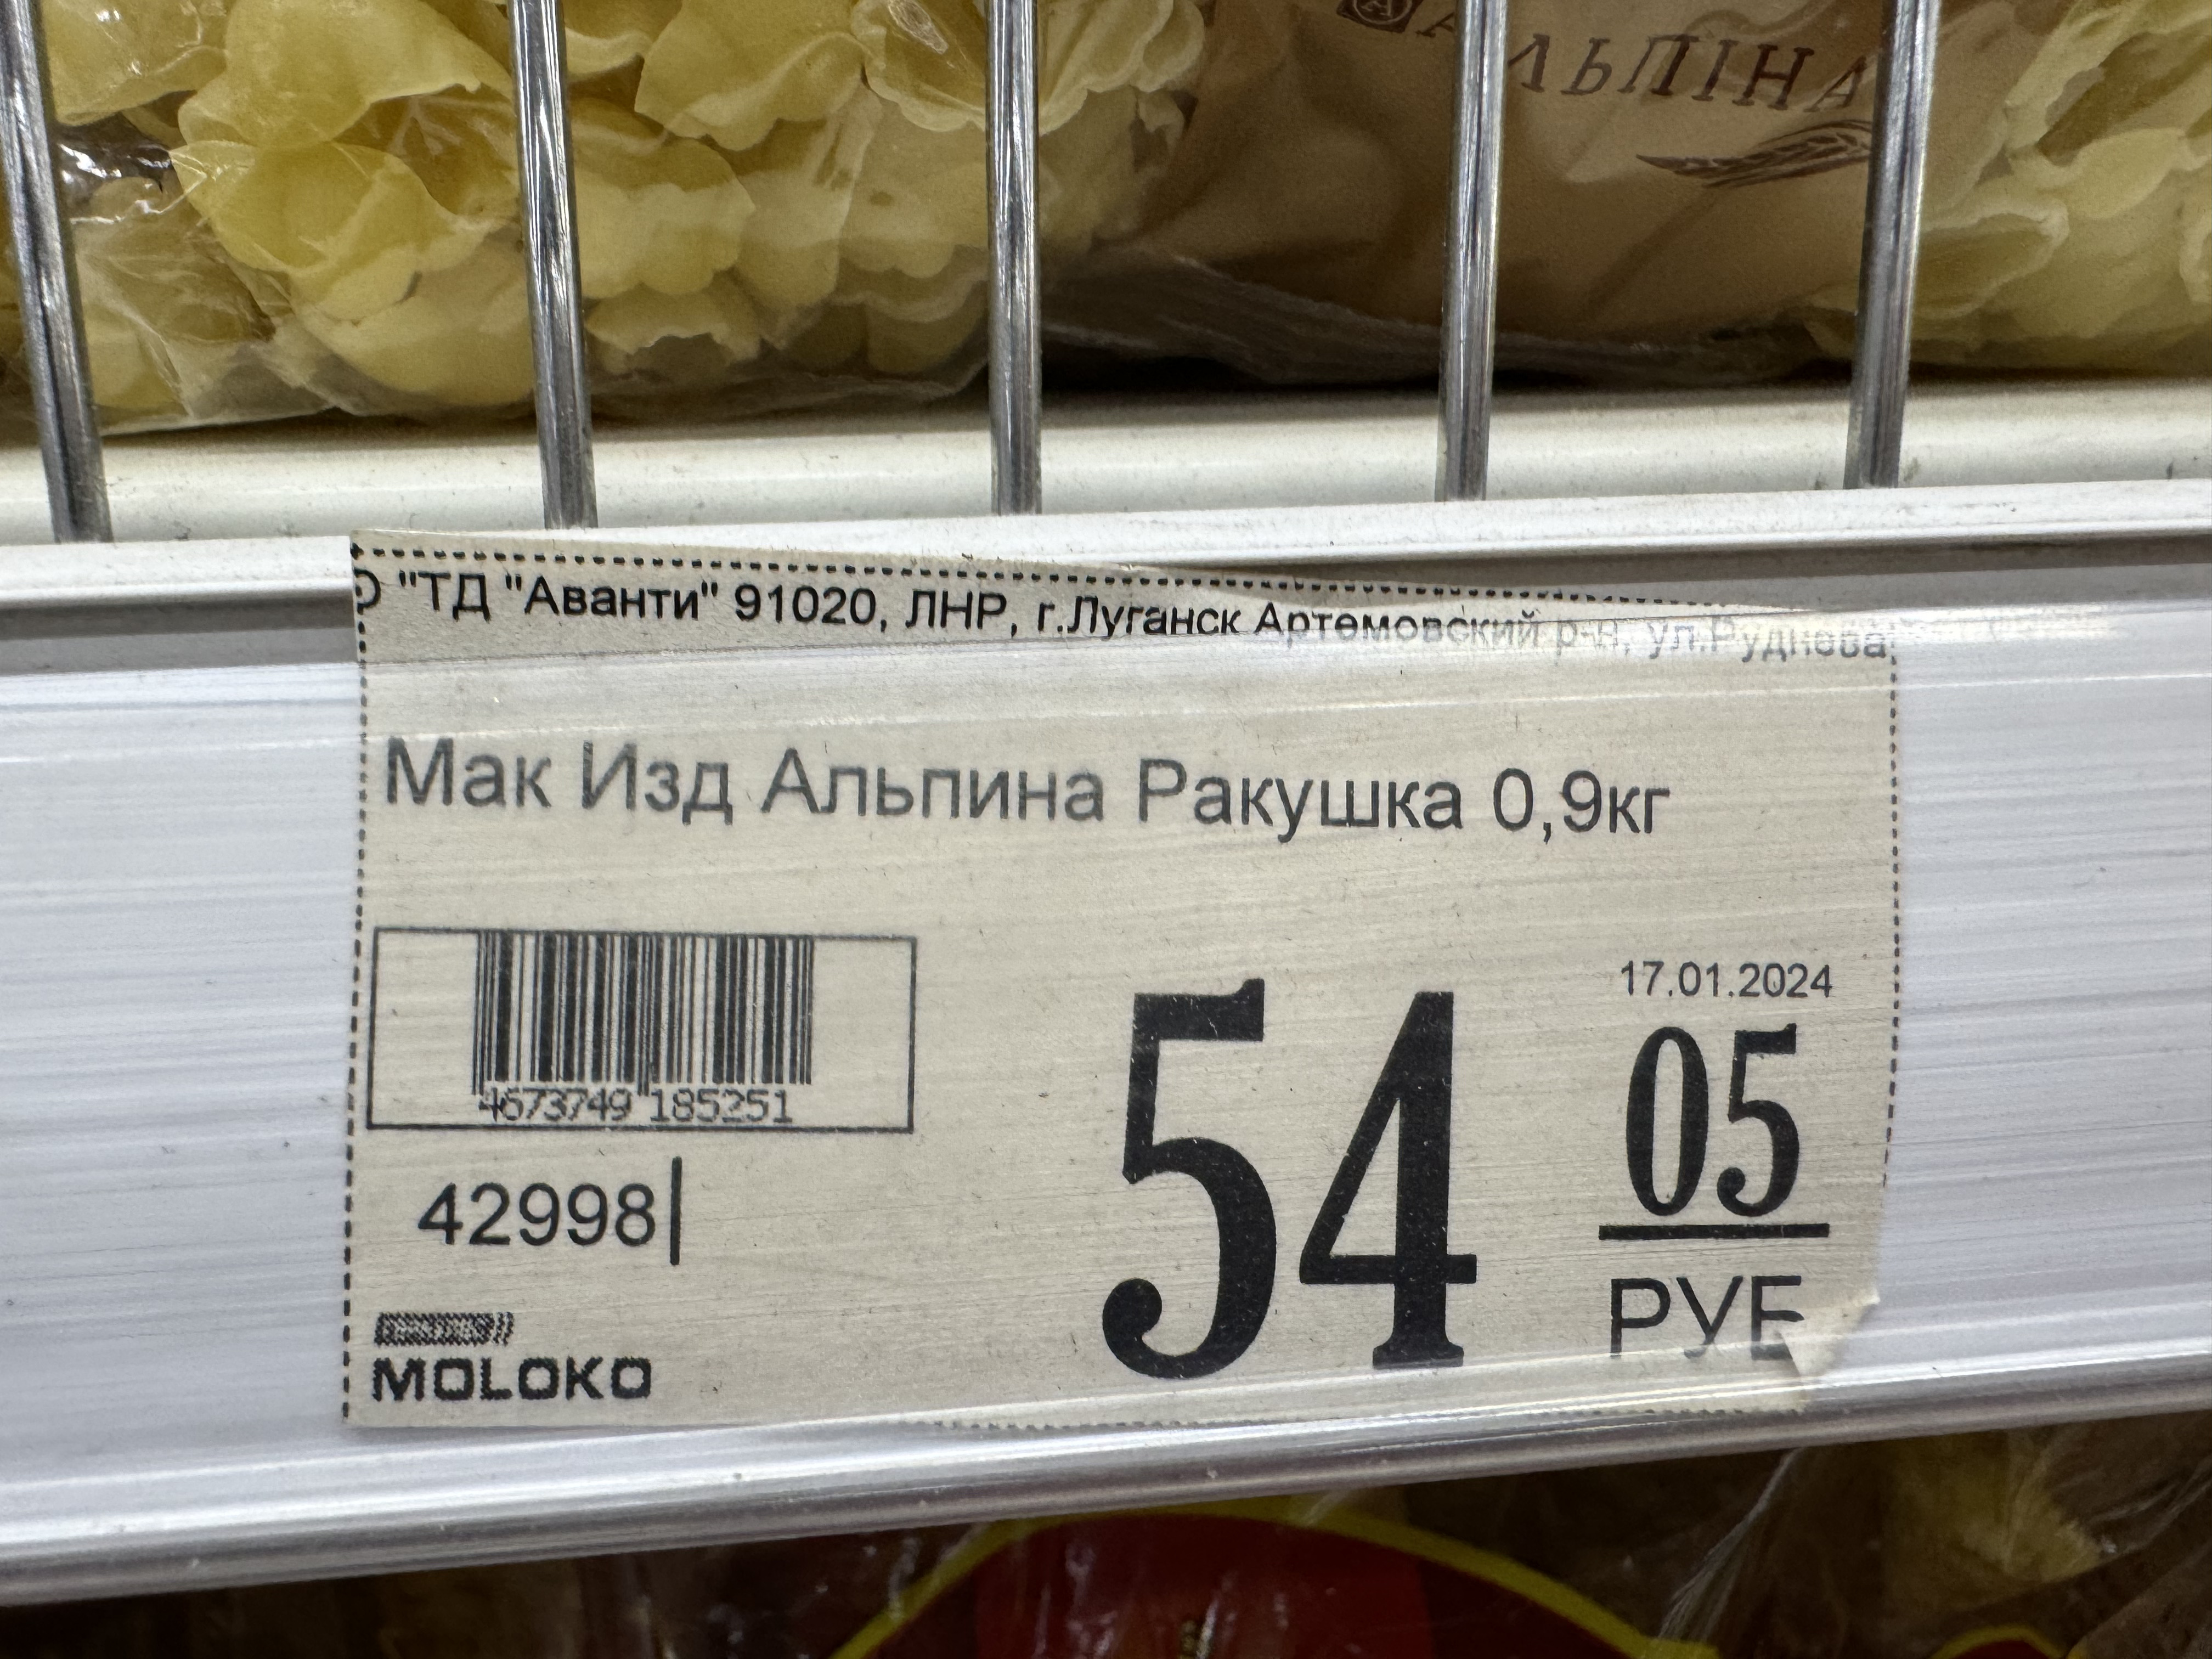 АЛЬПІНА
"ТД "Аванти" 91020, ЛНР, г.Луганск Артемовский р-н, ул.Руднева
Мак Изд Альпина Ракушка 0,9кг
4673749 185251
17.01.2024
54 05
РУБ
42998
MOLOKO